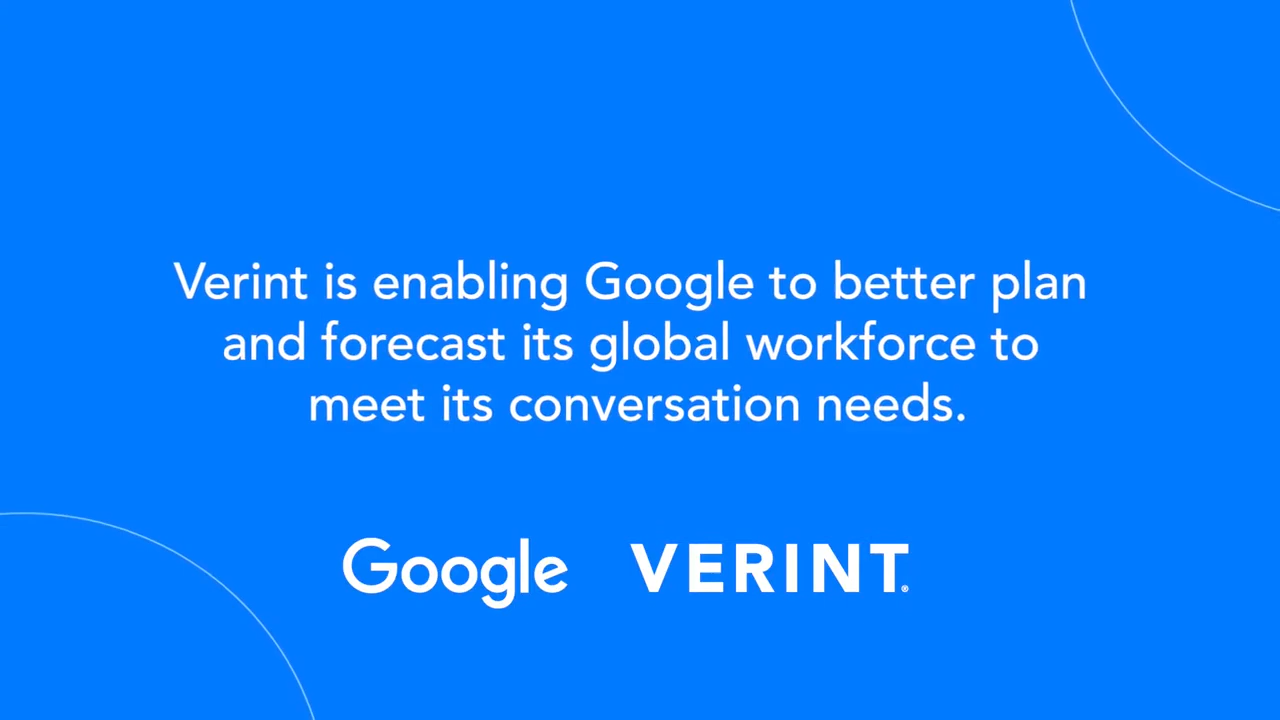 Verint is enabling Google to better plan
and forecast its global workforce to
meet its conversation needs.
Google VERINT®